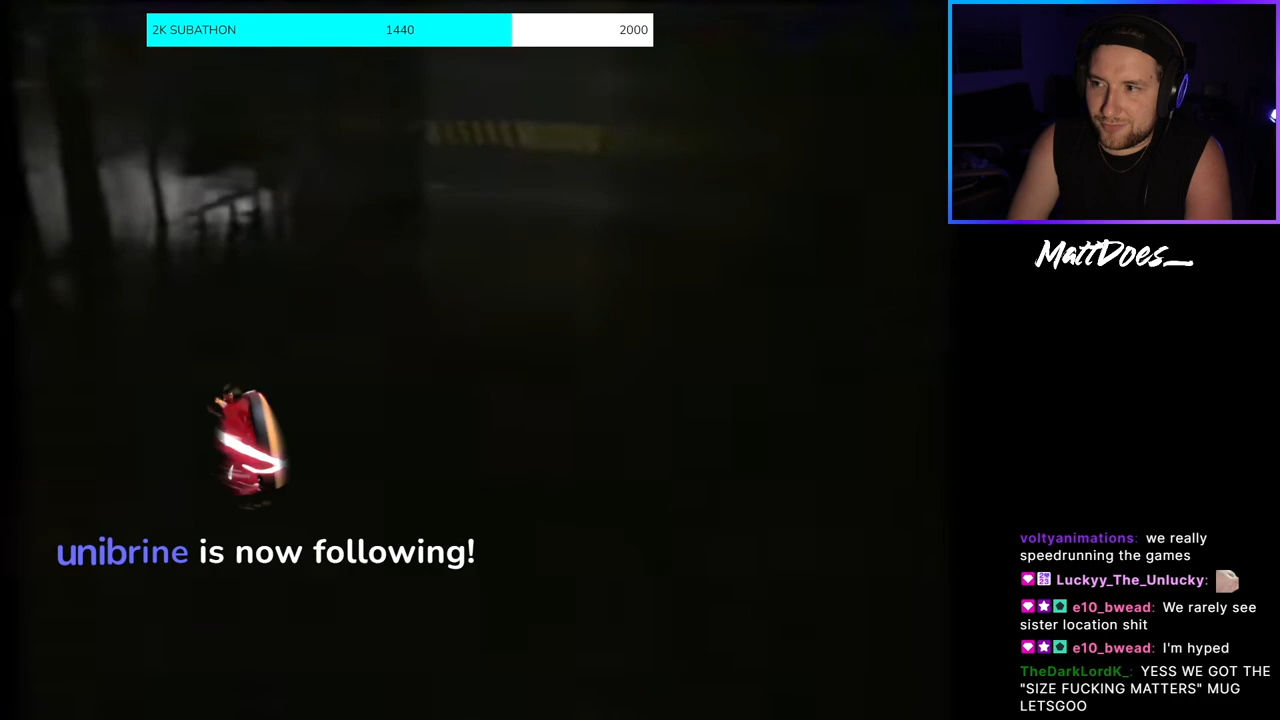 2K SUBATHON 1440 2000
MattDoes_
unibrine is now following!
voltyanimations: we really
speedrunning the games
Luckyy_The_Unlucky:
e10_bwead: We rarely see
sister location shit
e10_bwead: I'm hyped
TheDarkLordK_: YESS WE GOT THE
"SIZE FUCKING MATTERS" MUG
LETSGOO